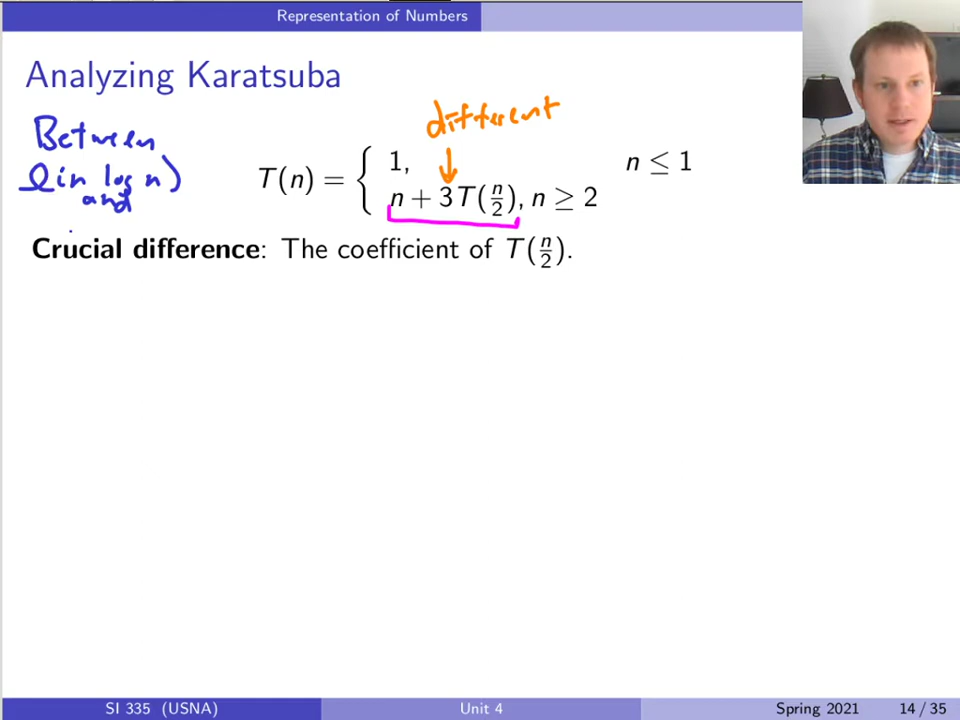 Representation of Numbers
Analyzing Karatsuba
different
Between
lin log n)
and
T(n) = { 1, n ≤ 1
n + 3T(n/2), n ≥ 2
Crucial difference: The coefficient of T(n/2).
SI 335 (USNA) Unit 4 Spring 2021 14 / 35